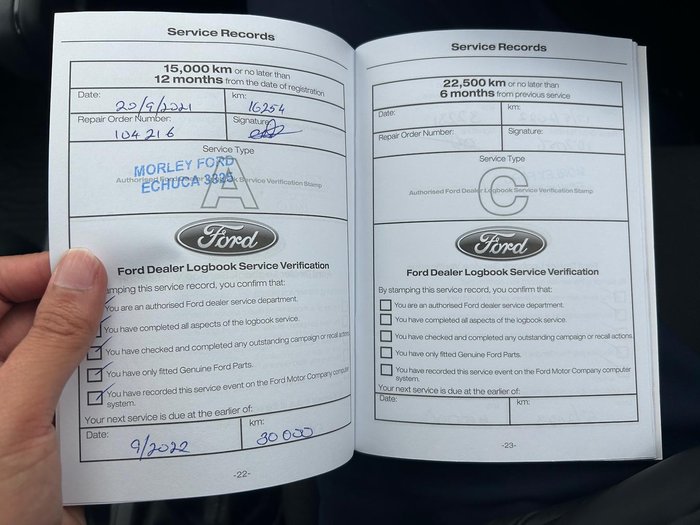 Service Records
15,000 km or no later than
12 months from the date of registration
Date:
20/9/2021
km:
16254
Repair Order Number:
104216
Signature:
Service Type
A
MORLEY FORD
ECHUCA
Authorised Ford Dealer Logbook Service Verification Stamp
Ford
Ford Dealer Logbook Service Verification
stamping this service record, you confirm that:
You are an authorised Ford dealer service department.
You have completed all aspects of the logbook service.
You have checked and completed any outstanding campaign or recall actions
You have only fitted Genuine Ford Parts.
You have recorded this service event on the Ford Motor Company computer
system.
Your next service is due at the earlier of:
Date:
9/2022
km:
30 000
-22-
Service Records
22,500 km or no later than
6 months from previous service
Date:
km:
Repair Order Number:
Signature:
Service Type
C
Authorised Ford Dealer Logbook Service Verification Stamp
Ford
Ford Dealer Logbook Service Verification
By stamping this service record, you confirm that:
You are an authorised Ford dealer service department.
You have completed all aspects of the logbook service.
You have checked and completed any outstanding campaign or recall actions
You have only fitted Genuine Ford Parts.
You have recorded this service event on the Ford Motor Company computer
system.
Your next service is due at the earlier of:
Date:
km:
-23-